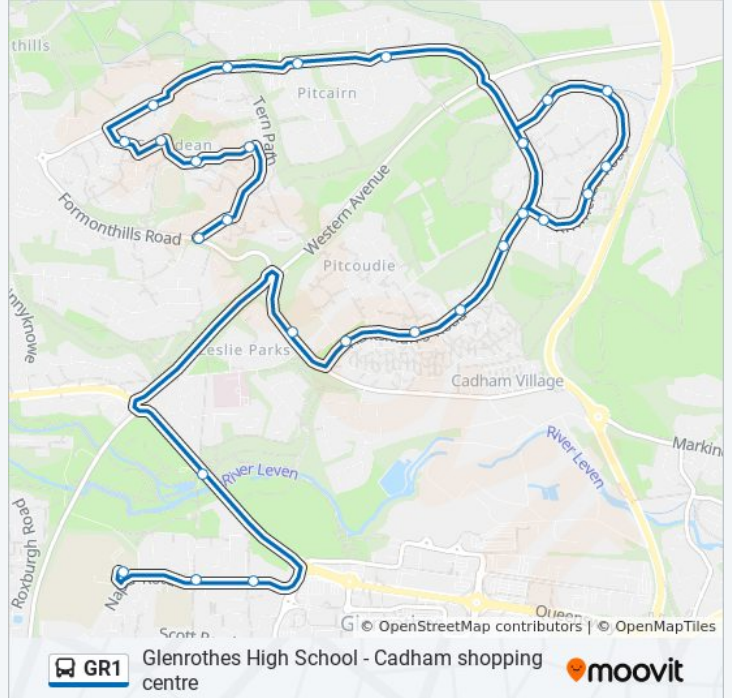 thills
Pitcairn
Tern Path
dean
Western Avenue
Formonthills Road
Pitcoudie
nnyknowe
Leslie Parks
Cadham Village
River Leven
River Leven
Markin
Roxburgh Road
Queens
© OpenStreetMap contributors | © OpenMapTiles
GR1
Glenrothes High School - Cadham shopping
centre
moovit